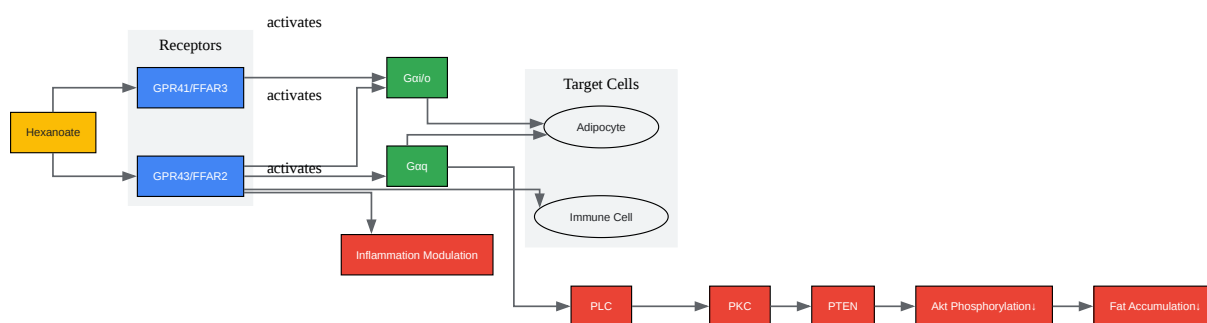 activates
Receptors
GPR41/FFAR3
Gαi/o
Target Cells
activates
Hexanoate
Adipocyte
GPR43/FFAR2
activates
Gαq
Immune Cell
Inflammation Modulation
PLC
PKC
PTEN
Akt Phosphorylation↓
Fat Accumulation↓